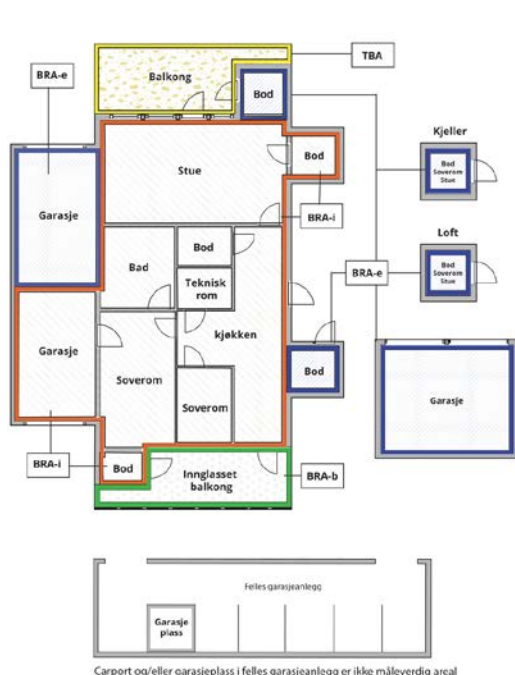 TBA
BRA-e
Balkong
Bod
Kjeller
Bod
Soverom
Stue
Stue
Bod
BRA-i
Garasje
Loft
Bod
Soverom
Stue
Bad
Bod
Teknisk
rom
BRA-e
kjøkken
Garasje
Soverom
Bod
Garasje
Soverom
BRA-i
Bod
Innglasset
balkong
BRA-b
Felles garasjeanlegg
Garasje
plass
Carport og/eller garasjeplass i felles garasjeanlegg er ikke måleverdig areal